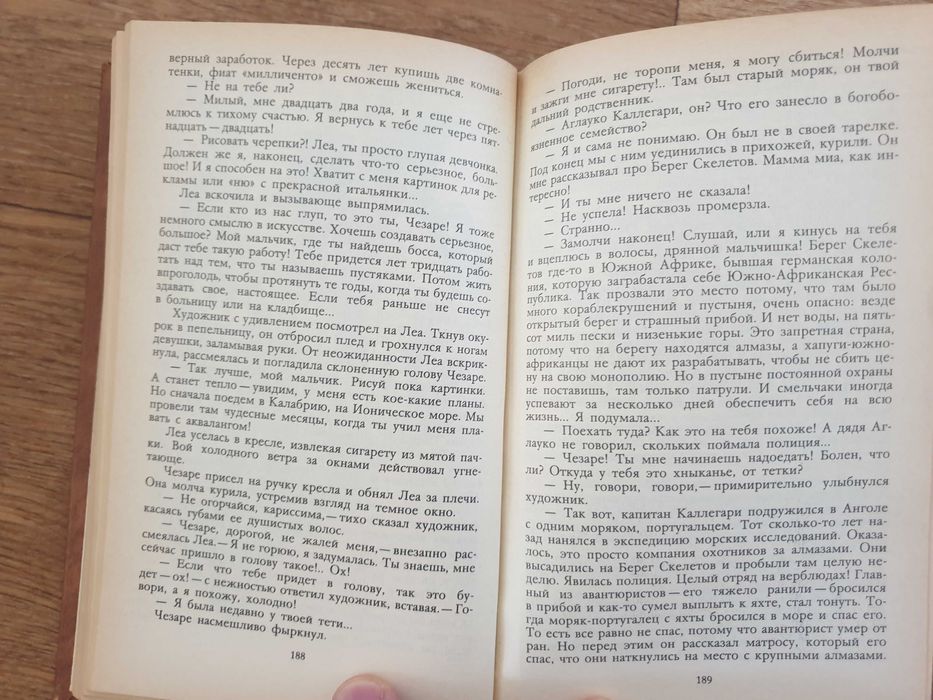 верный заработок. Через десять лет купишь две комна-
тенки, фиат «милличенто» и сможешь жениться.
— Не на тебе ли?
— Милый, мне двадцать два года, и я еще не стре-
млюсь к тихому счастью. Я вернусь к тебе лет через пят-
надцать — двадцать!
— Рисовать черепки?! Леа, ты просто глупая девчонка.
Должен же я, наконец, сделать что-то серьезное, боль-
шое! И я способен на это! Хватит с меня картинок для ре-
кламы или «ню» с прекрасной итальянки...
Леа вскочила и вызывающе выпрямилась.
— Если кто из нас глуп, то это ты, Чезаре! Я тоже
немного смыслю в искусстве. Хочешь создавать серьезное,
большое? Мой мальчик, где ты найдешь босса, который
даст тебе такую работу! Тебе придется лет тридцать рабо-
тать над тем, что ты называешь пустяками. Потом жить
впроголодь, чтобы протянуть те годы, когда ты будешь со-
здавать свое, настоящее. Если тебя раньше не снесут
в больницу или на кладбище...
Художник с удивлением посмотрел на Леа. Ткнув оку-
рок в пепельницу, он отбросил плед и грохнулся к ногам
девушки, заламывая руки. От неожиданности Леа вскрик-
нула, рассмеялась и погладила склоненную голову Чезаре.
— Так лучше, мой мальчик. Рисуй пока картинки.
А станет тепло — увидим, у меня есть кое-какие планы.
Но сначала поедем в Калабрию, на Ионическое море. Мы
провели там чудесные месяцы, когда ты учил меня пла-
вать с аквалангом!
Леа уселась в кресле, извлекая сигарету из мятой пач-
ки. Вой холодного ветра за окнами действовал угне-
тающе.
Чезаре присел на ручку кресла и обнял Леа за плечи.
Она молча курила, устремив взгляд на темное окно.
— Не огорчайся, кариссима, — тихо сказал художник,
касаясь губами ее душистых волос.
— Чезаре, дорогой, не жалей меня, — внезапно рас-
смеялась Леа. — Я не горюю, я задумалась. Ты знаешь, мне
сейчас пришло в голову такое!.. Ох!
— Если что тебе придет в голову, так это бу-
дет — ох! — с нежностью ответил художник, вставая. — Го-
вори, а я похожу, холодно!
— Я была недавно у твоей тети...
Чезаре насмешливо фыркнул.
188
— Погоди, не торопи меня, я могу сбиться! Молчи
и зажги мне сигарету!.. Там был старый моряк, он твой
дальний родственник.
— Аглауко Каллегари, он? Что его занесло в богобо-
язненное семейство?
— Я и сама не понимаю. Он был не в своей тарелке.
Под конец мы с ним уединились в прихожей, курили. Он
мне рассказывал про Берег Скелетов. Мамма миа, как ин-
тересно!
— И ты мне ничего не сказала!
— Не успела! Насквозь промерзла.
— Странно...
— Замолчи наконец! Слушай, или я кинусь на тебя
и вцеплюсь в волосы, дрянной мальчишка! Берег Скеле-
тов где-то в Южной Африке, бывшая германская коло-
ния, которую заграбастала себе Южно-Африканская Рес-
публика. Так прозвали это место потому, что там было
много кораблекрушений и пустыня, очень опасно: везде
открытый берег и страшный прибой. И нет воды, на пять-
сот миль пески и низенькие горы. Это запретная страна,
потому что на берегу находятся алмазы, а хапуги-южно-
африканцы не дают их разрабатывать, чтобы не сбить це-
ну на свою монополию. Но в пустыне постоянной охраны
не поставишь, там только патрули. И смельчаки иногда
успевают за несколько дней обеспечить себя на всю
жизнь... Я подумала...
— Поехать туда? Как это на тебя похоже! А дядя Аг-
лауко не говорил, скольких поймала полиция...
— Чезаре! Ты мне начинаешь надоедать! Болен, что
ли? Откуда у тебя это хныканье, от тетки?
— Ну, говори, говори, — примирительно улыбнулся
художник.
— Так вот, капитан Каллегари подружился в Анголе
с одним моряком, португальцем. Тот сколько-то лет на-
зад нанялся в экспедицию морских исследований. Оказа-
лось, это просто компания охотников за алмазами. Они
высадились на Берег Скелетов и пробыли там целую не-
делю. Явилась полиция. Целый отряд на верблюдах! Глав-
ный из авантюристов — его тяжело ранили — бросился
в прибой и как-то сумел выплыть к яхте, стал тонуть. То-
гда моряк-португалец с яхты бросился в море и спас его.
То есть все равно не спас, потому что авантюрист умер от
ран. Но перед этим он рассказал матросу, который его
спас, что они наткнулись на место с крупными алмазами.
189